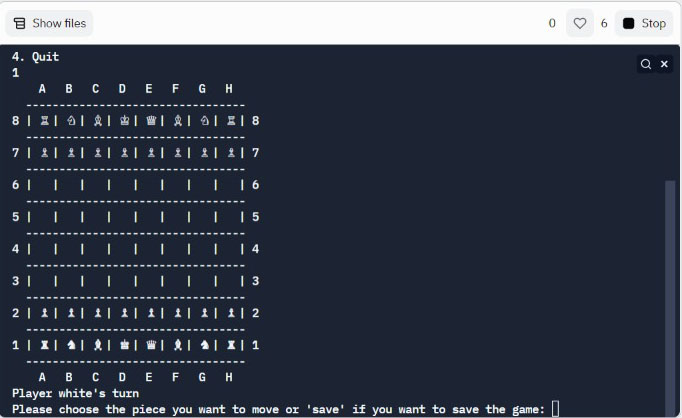 Show files 0 6 Stop
4. Quit
1
A B C D E F G H
-----------------------------------
8 | ♖| ♘| ♗| ♔| ♕| ♗| ♘| ♖| 8
-----------------------------------
7 | ♗| ♗| ♗| ♗| ♗| ♗| ♗| ♗| 7
-----------------------------------
6 | | | | | | | | | 6
-----------------------------------
5 | | | | | | | | | 5
-----------------------------------
4 | | | | | | | | | 4
-----------------------------------
3 | | | | | | | | | 3
-----------------------------------
2 | ♝| ♝| ♝| ♝| ♝| ♝| ♝| ♝| 2
-----------------------------------
1 | ♜| ♞| ♝| ♚| ♛| ♝| ♞| ♜| 1
-----------------------------------
A B C D E F G H
Player white's turn
Please choose the piece you want to move or 'save' if you want to save the game: